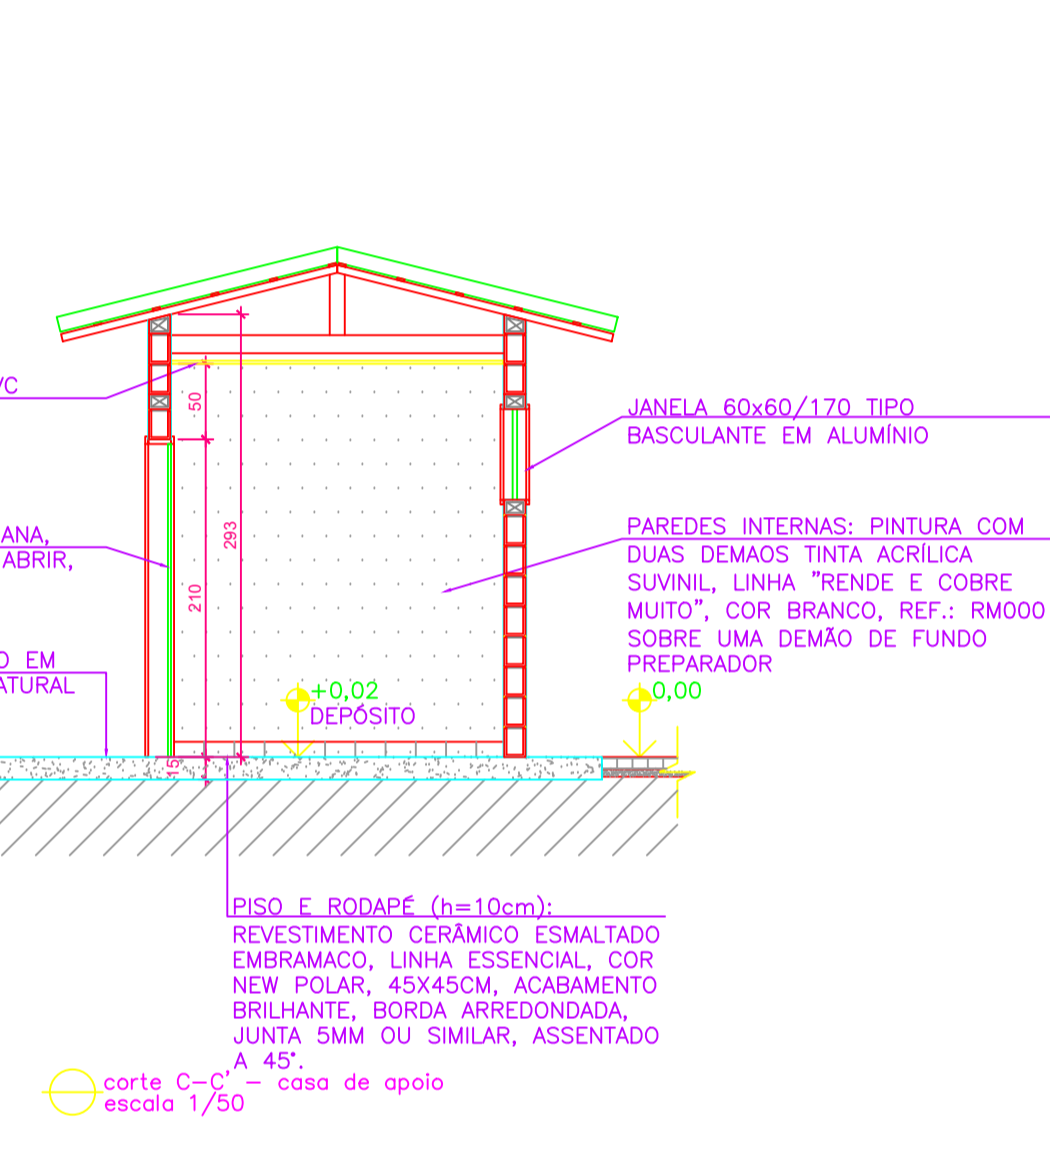 /C
50
JANELA 60x60/170 TIPO
BASCULANTE EM ALUMÍNIO
293
ANA,
ABRIR,
PAREDES INTERNAS: PINTURA COM
DUAS DEMAOS TINTA ACRÍLICA
SUVINIL, LINHA "RENDE E COBRE
MUITO", COR BRANCO, REF.: RM000
SOBRE UMA DEMÃO DE FUNDO
PREPARADOR
210
O EM
ATURAL
+0,02
DEPÓSITO
0,00
15
PISO E RODAPÉ (h=10cm):
REVESTIMENTO CERÂMICO ESMALTADO
EMBRAMACO, LINHA ESSENCIAL, COR
NEW POLAR, 45X45CM, ACABAMENTO
BRILHANTE, BORDA ARREDONDADA,
JUNTA 5MM OU SIMILAR, ASSENTADO
A 45°.
corte C-C' - casa de apoio
escala 1/50